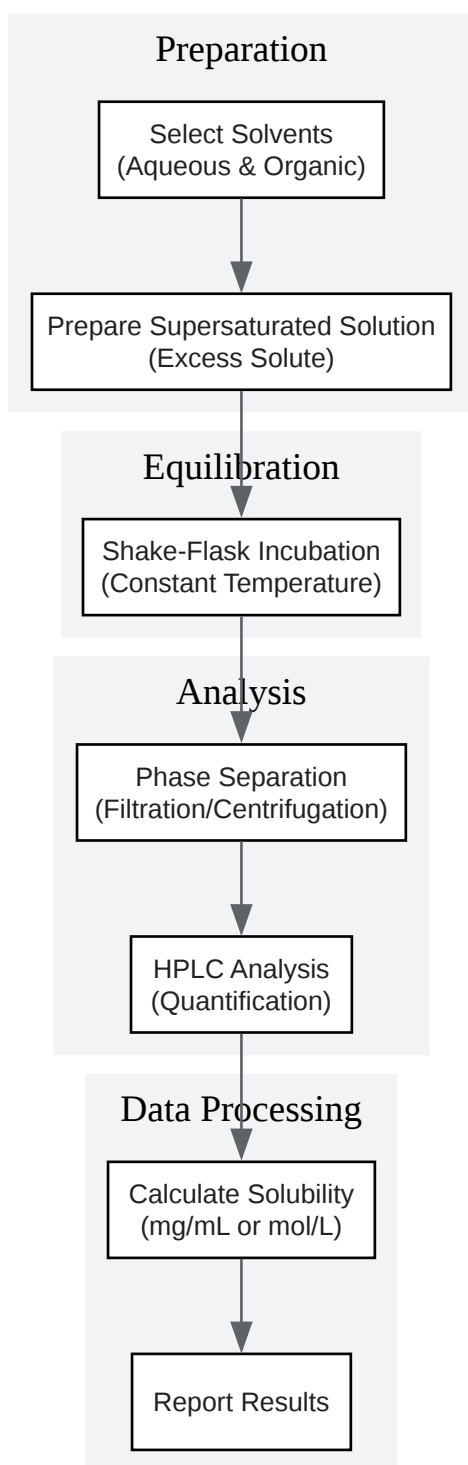 Preparation
Select Solvents
(Aqueous & Organic)
Prepare Supersaturated Solution
(Excess Solute)
Equilibration
Shake-Flask Incubation
(Constant Temperature)
Analysis
Phase Separation
(Filtration/Centrifugation)
HPLC Analysis
(Quantification)
Data Processing
Calculate Solubility
(mg/mL or mol/L)
Report Results